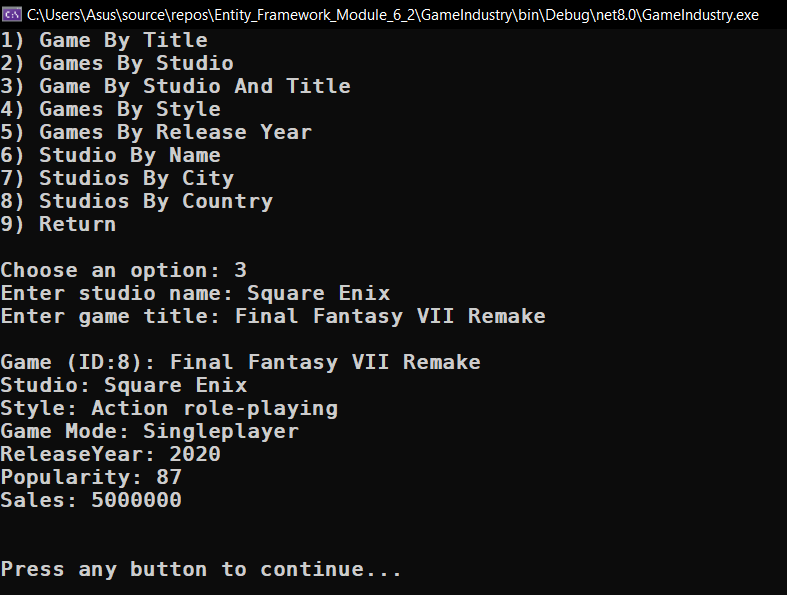 C:\Users\Asus\source\repos\Entity_Framework_Module_6_2\GameIndustry\bin\Debug\net8.0\GameIndustry.exe
1) Game By Title
2) Games By Studio
3) Game By Studio And Title
4) Games By Style
5) Games By Release Year
6) Studio By Name
7) Studios By City
8) Studios By Country
9) Return
Choose an option: 3
Enter studio name: Square Enix
Enter game title: Final Fantasy VII Remake
Game (ID:8): Final Fantasy VII Remake
Studio: Square Enix
Style: Action role-playing
Game Mode: Singleplayer
ReleaseYear: 2020
Popularity: 87
Sales: 5000000
Press any button to continue...